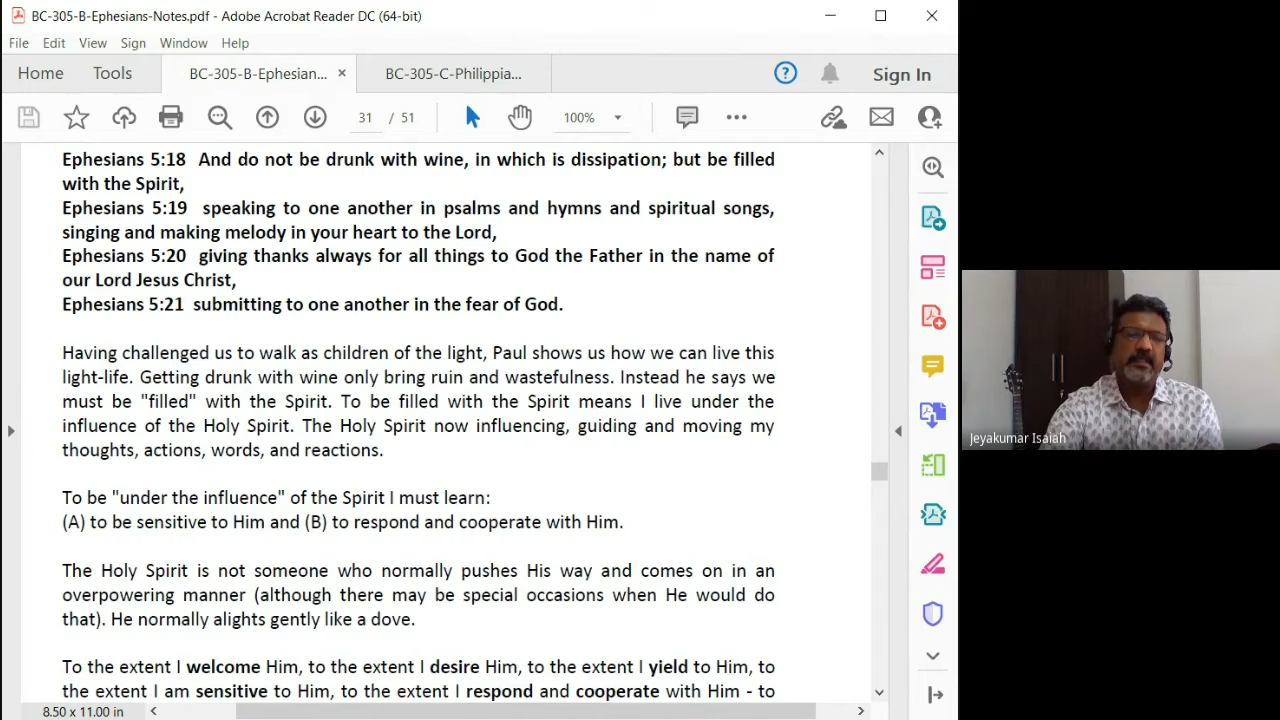 BC-305-B-Ephesians-Notes.pdf - Adobe Acrobat Reader DC (64-bit)
File Edit View Sign Window Help
Home Tools BC-305-B-Ephesian... × BC-305-C-Philippia... ? Sign In
31 / 51 100%
Ephesians 5:18 And do not be drunk with wine, in which is dissipation; but be filled
with the Spirit,
Ephesians 5:19 speaking to one another in psalms and hymns and spiritual songs,
singing and making melody in your heart to the Lord,
Ephesians 5:20 giving thanks always for all things to God the Father in the name of
our Lord Jesus Christ,
Ephesians 5:21 submitting to one another in the fear of God.
Having challenged us to walk as children of the light, Paul shows us how we can live this
light-life. Getting drunk with wine only bring ruin and wastefulness. Instead he says we
must be "filled" with the Spirit. To be filled with the Spirit means I live under the
influence of the Holy Spirit. The Holy Spirit now influencing, guiding and moving my
thoughts, actions, words, and reactions.
To be "under the influence" of the Spirit I must learn:
(A) to be sensitive to Him and (B) to respond and cooperate with Him.
The Holy Spirit is not someone who normally pushes His way and comes on in an
overpowering manner (although there may be special occasions when He would do
that). He normally alights gently like a dove.
To the extent I welcome Him, to the extent I desire Him, to the extent I yield to Him, to
the extent I am sensitive to Him, to the extent I respond and cooperate with Him - to
8.50 x 11.00 in
Jeyakumar Isaiah